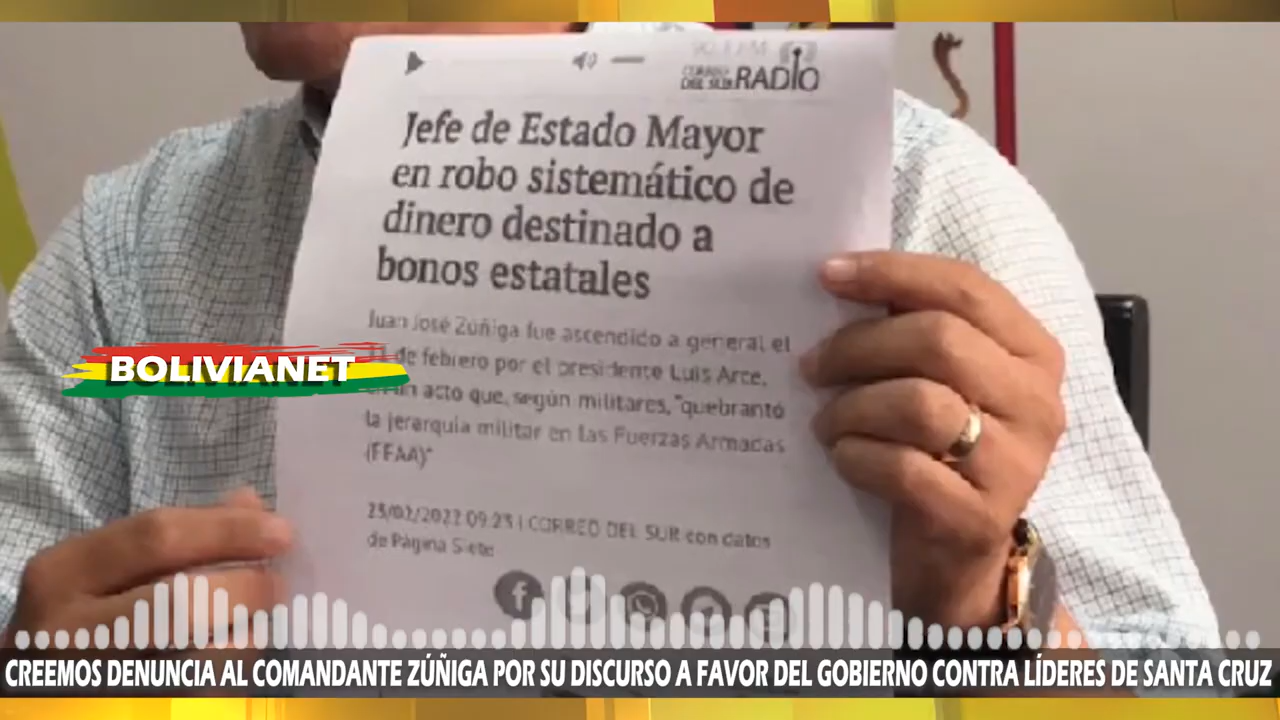 90.1 FM
CORREO
DEL SUR RADIO
Jefe de Estado Mayor
en robo sistemático de
dinero destinado a
bonos estatales
Juan José Zúñiga fue ascendido a general el
de febrero por el presidente Luis Arce,
acto que, según militares, "quebrantó
la jerarquía militar en las Fuerzas Armadas
(FFAA)"
23/02/2022 09:23 | CORREO DEL SUR con datos
de Página Siete
BOLIVIANET
CREEMOS DENUNCIA AL COMANDANTE ZÚÑIGA POR SU DISCURSO A FAVOR DEL GOBIERNO CONTRA LÍDERES DE SANTA CRUZ